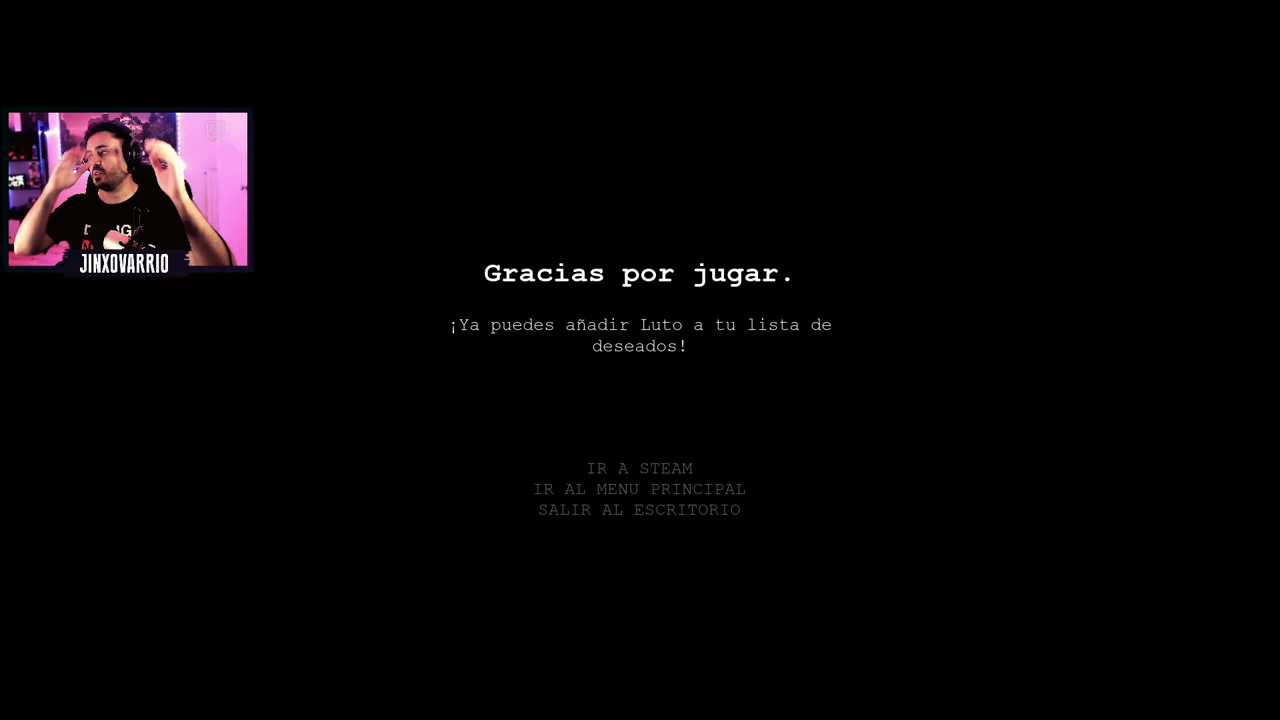 JINXOVARRIO
Gracias por jugar.
¡Ya puedes añadir Luto a tu lista de
deseados!
IR A STEAM
IR AL MENU PRINCIPAL
SALIR AL ESCRITORIO